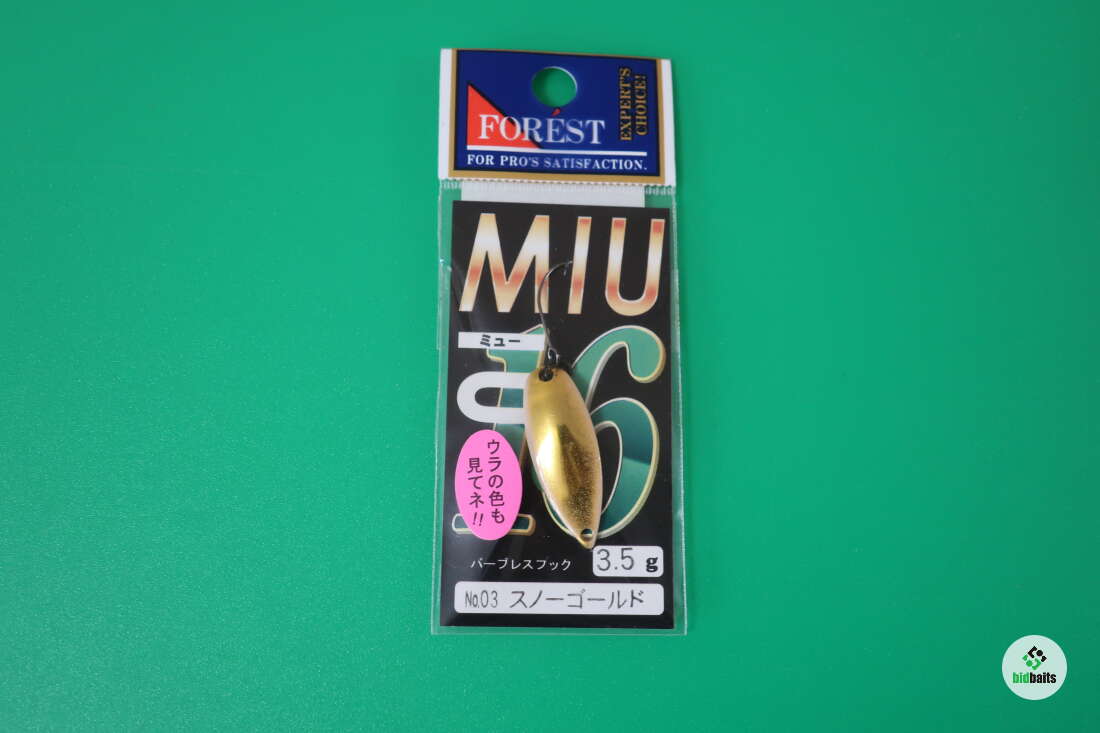 FORÉST
EXPERT'S
CHOICE!
FOR PRO'S SATISFACTION.
MIU
ミュー
16
ウラの色も
見てネ!!
バーブレスフック
3.5 g
No.03 スノーゴールド
bidbaits